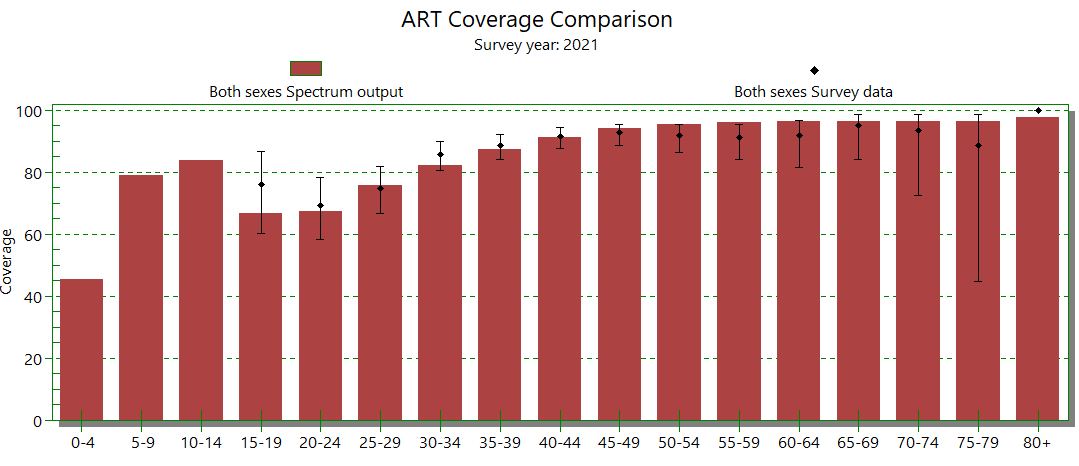 ART Coverage Comparison
Survey year: 2021
Both sexes Spectrum output
Both sexes Survey data
100
80
60
40
20
0
Coverage
0-4 5-9 10-14 15-19 20-24 25-29 30-34 35-39 40-44 45-49 50-54 55-59 60-64 65-69 70-74 75-79 80+